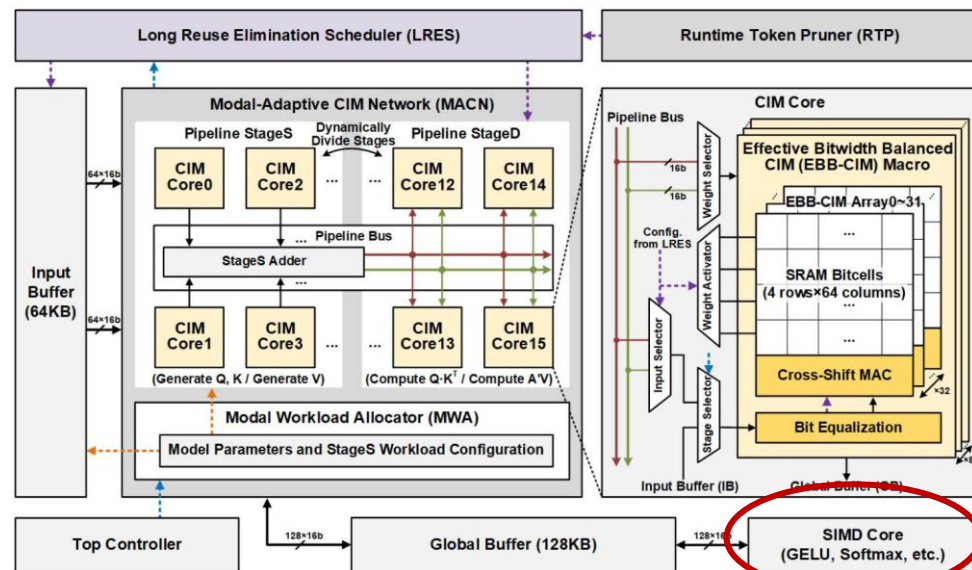 Long Reuse Elimination Scheduler (LRES)
Runtime Token Pruner (RTP)
Modal-Adaptive CIM Network (MACN)
Pipeline StageS
Dynamically
Divide Stages
Pipeline StageD
CIM
Core0
CIM
Core2
...
...
CIM
Core12
CIM
Core14
64×16b
...
Pipeline Bus
StageS Adder
...
Input
Buffer
(64KB)
64×16b
CIM
Core1
CIM
Core3
...
...
CIM
Core13
CIM
Core15
(Generate Q, K / Generate V)
(Compute Q·Kᵀ / Compute A'V)
Modal Workload Allocator (MWA)
Model Parameters and StageS Workload Configuration
CIM Core
Pipeline Bus
16b
16b
Weight Selector
Effective Bitwidth Balanced
CIM (EBB-CIM) Macro
EBB-CIM Array0~31
Config.
from LRES
Weight Activator
...
SRAM Bitcells
(4 rows×64 columns)
...
Input Selector
Stage Selector
Cross-Shift MAC
×32
Bit Equalization
Input Buffer (IB)
Top Controller
128×16b
Global Buffer (128KB)
128×16b
SIMD Core
(GELU, Softmax, etc.)